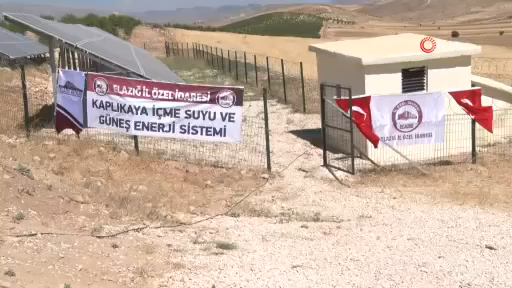 ELAZIĞ İL ÖZEL İDARESİ
KAPLIKAYA İÇME SUYU VE
GÜNEŞ ENERJİ SİSTEMİ
ELAZIĞ İL ÖZEL İDARESİ